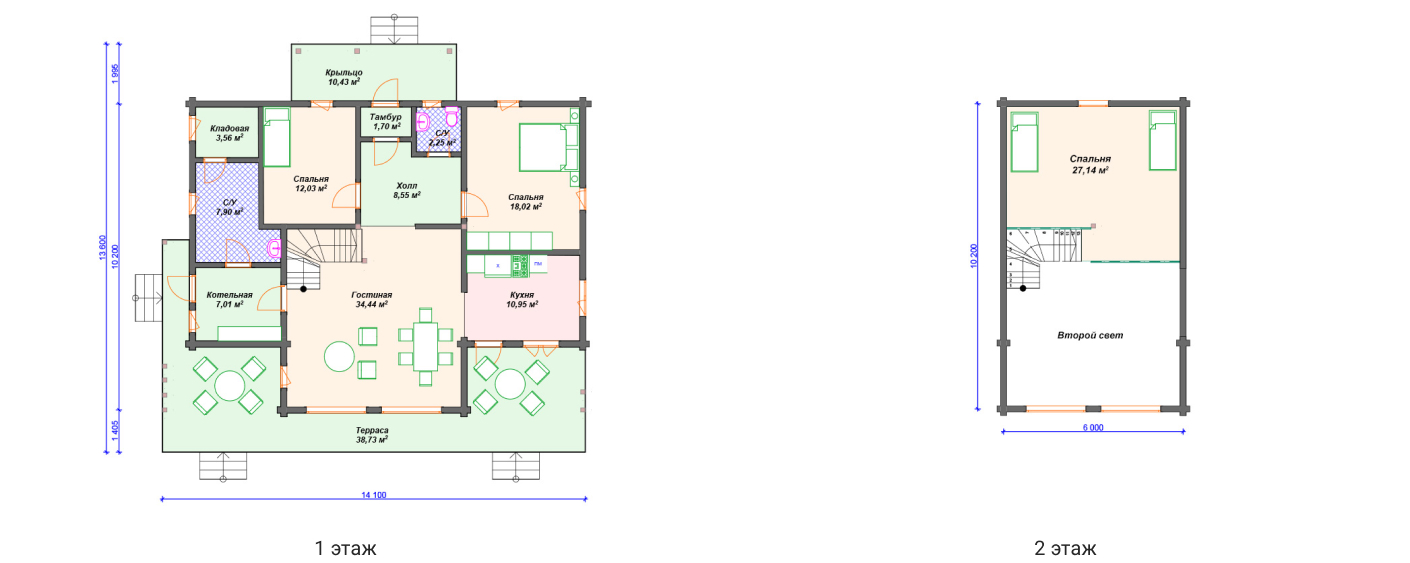 Крыльцо
10,43 м²
1 995
Кладовая
3,56 м²
Тамбур
1,70 м²
С/У
2,25 м²
Спальня
12,03 м²
Холл
8,55 м²
Спальня
18,02 м²
С/У
7,90 м²
13 600
10 200
Котельная
7,01 м²
Гостиная
34,44 м²
Х
ПМ
Кухня
10,95 м²
1 405
Терраса
38,73 м²
14 100
1 этаж
Спальня
27,14 м²
10 200
Второй свет
6 000
2 этаж